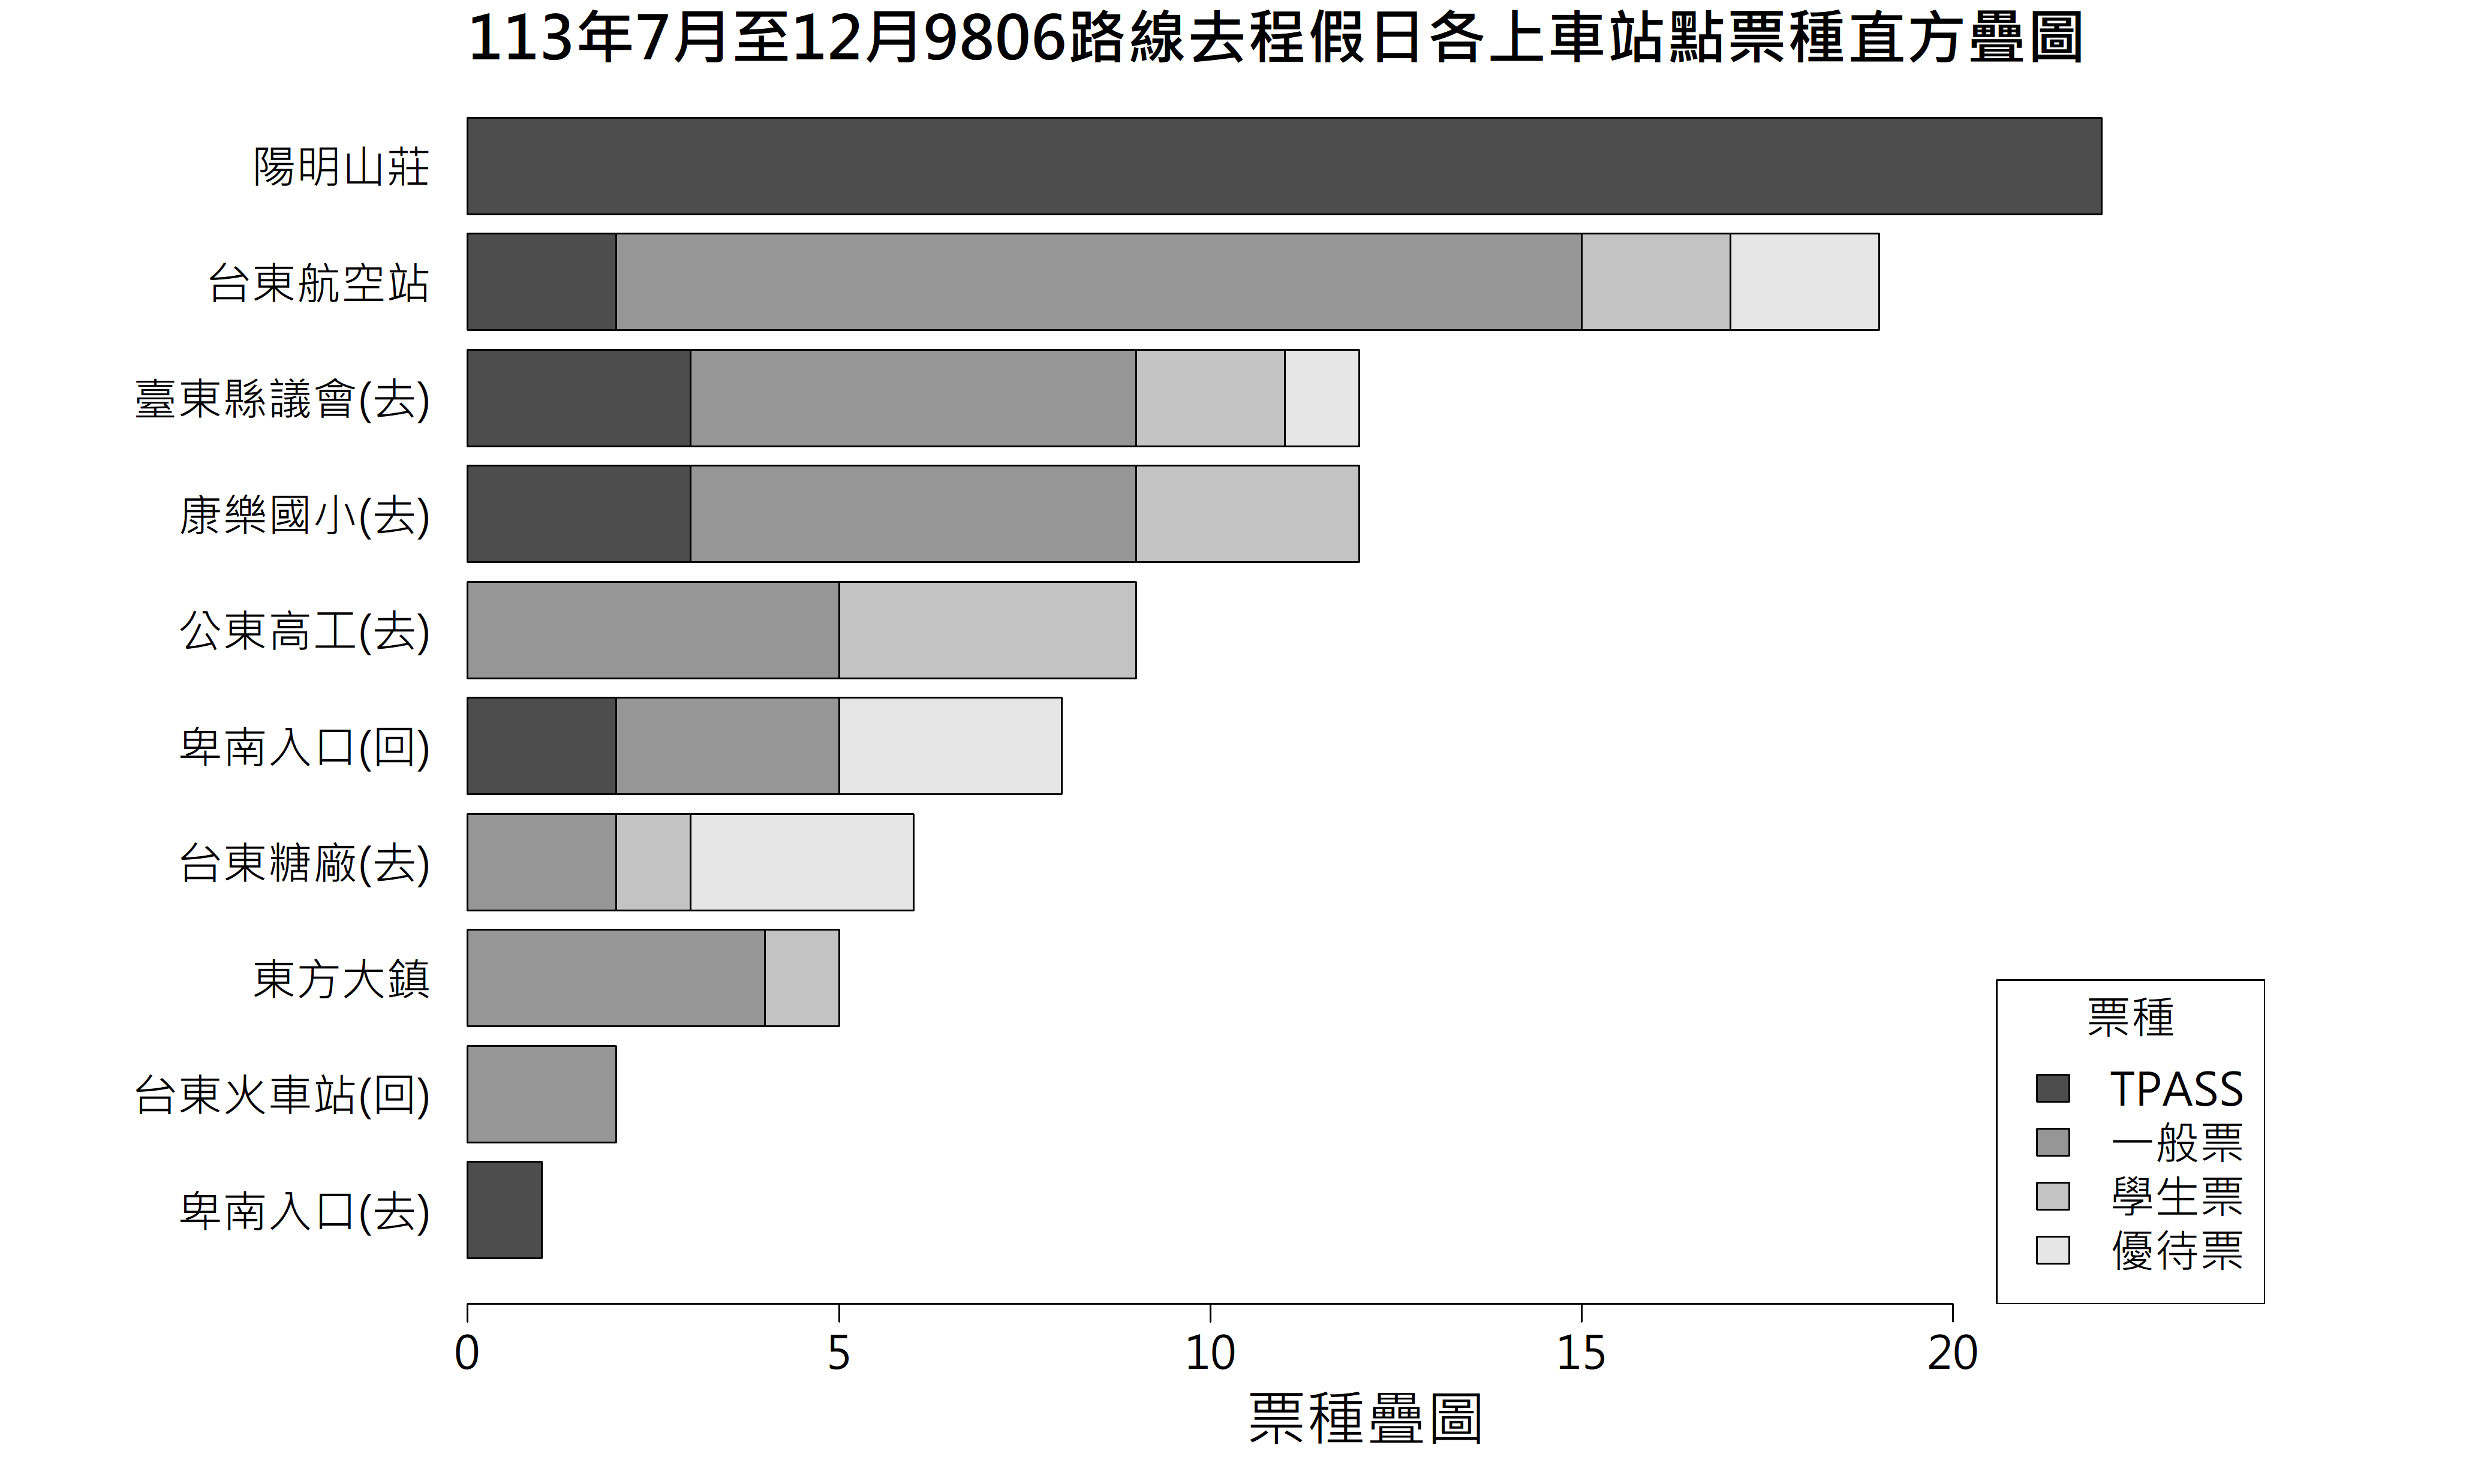 113年7月至12月9806路線去程假日各上車站點票種直方疊圖
陽明山莊
台東航空站
臺東縣議會(去)
康樂國小(去)
公東高工(去)
卑南入口(回)
台東糖廠(去)
東方大鎮
台東火車站(回)
卑南入口(去)
票種
TPASS
一般票
學生票
優待票
0 5 10 15 20
票種疊圖